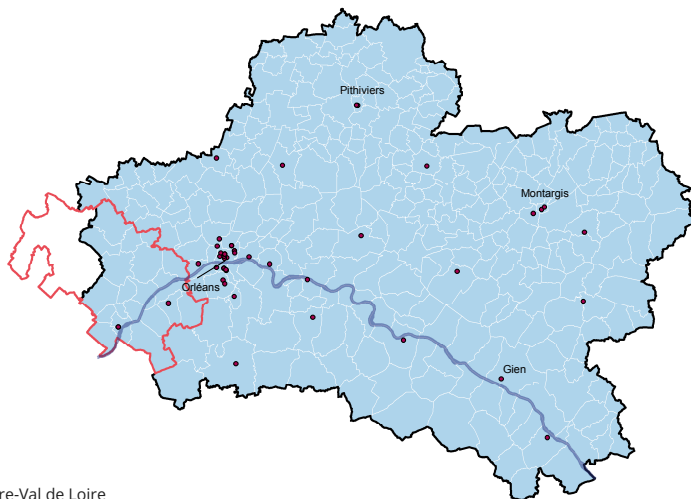 Pithiviers
Montargis
Orléans
Gien
re-Val de Loire